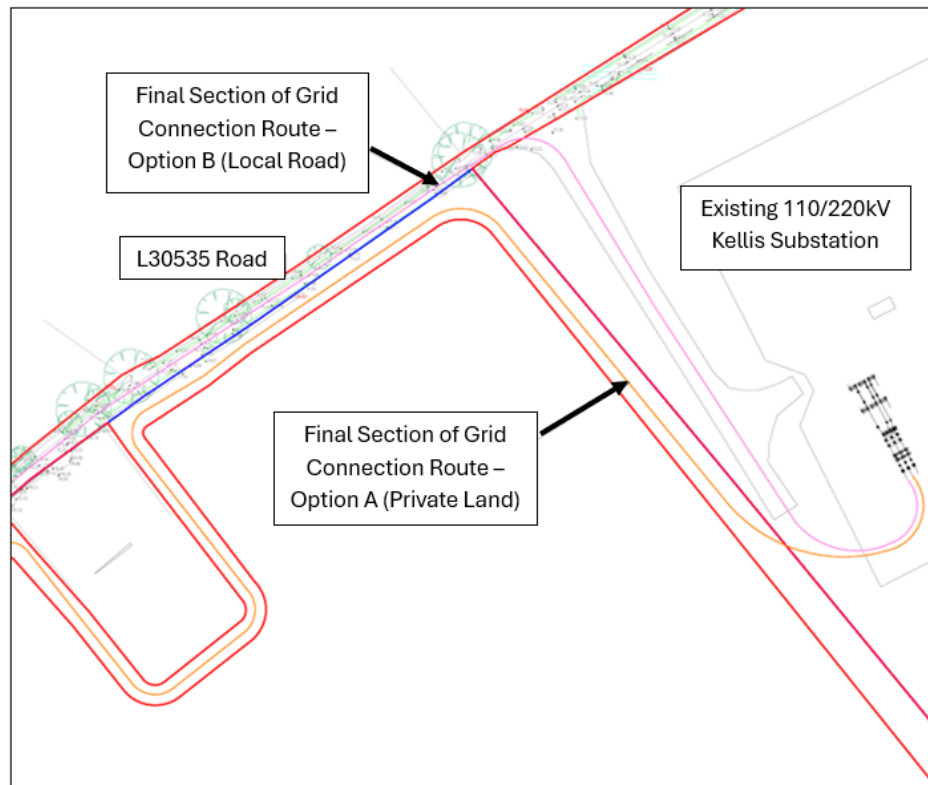 Final Section of Grid
Connection Route –
Option B (Local Road)
L30535 Road
Existing 110/220kV
Kellis Substation
Final Section of Grid
Connection Route –
Option A (Private Land)